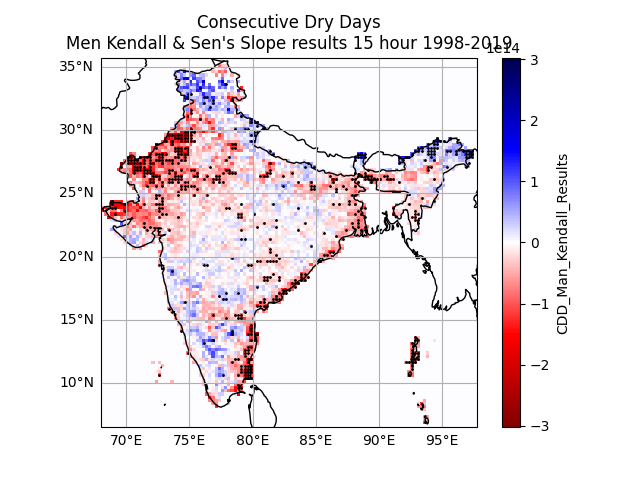 Consecutive Dry Days
Men Kendall & Sen's Slope results 15 hour 1998-2019
1e14
35°N
30°N
25°N
20°N
15°N
10°N
70°E 75°E 80°E 85°E 90°E 95°E
3
2
1
0
−1
−2
−3
CDD_Man_Kendall_Results